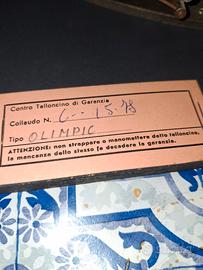 Contro Talloncino di Garanzia
Collaudo N. 6-- 15-78
Tipo OLIMPIC
ATTENZIONE: non strappare o manomettere detto talloncino,
la mancanza dello stesso fa decadere la garanzia.